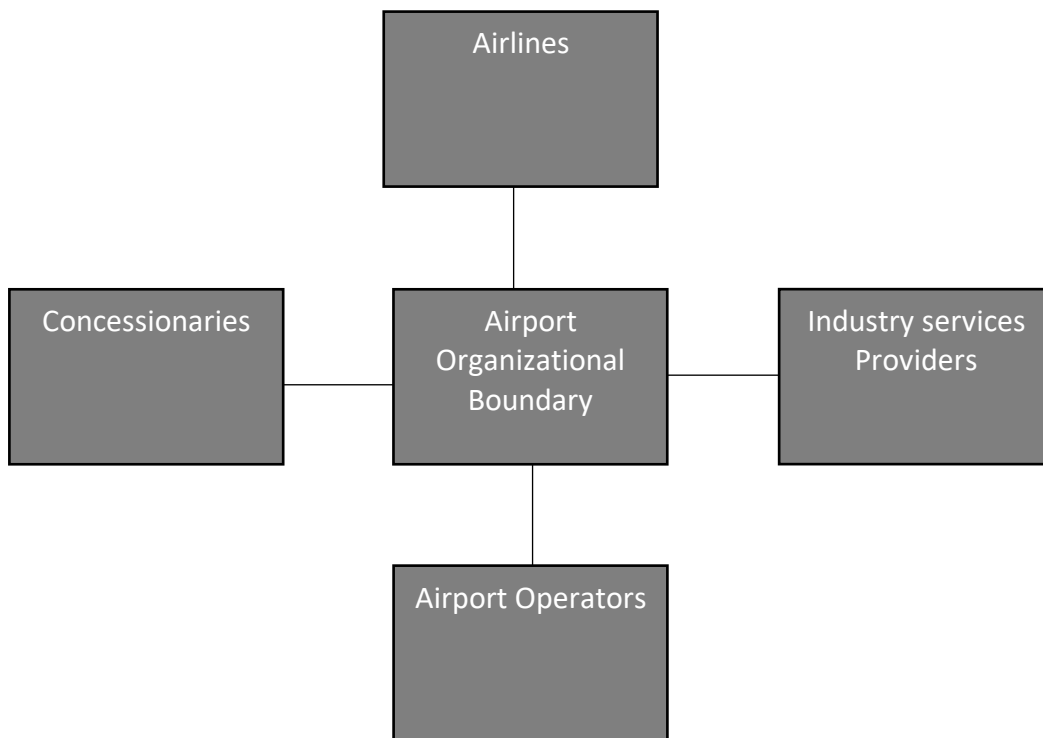 Airlines
Concessionaries
Airport
Organizational
Boundary
Industry services
Providers
Airport Operators